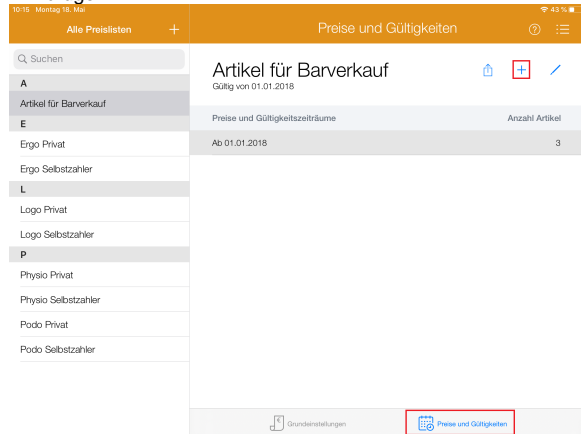 10:15 Montag 18. Mai
43 %
Alle Preislisten
Preise und Gültigkeiten
Suchen
A
Artikel für Barverkauf
E
Ergo Privat
Ergo Selbstzahler
L
Logo Privat
Logo Selbstzahler
P
Physio Privat
Physio Selbstzahler
Podo Privat
Podo Selbstzahler
Artikel für Barverkauf
Gültig von 01.01.2018
Preise und Gültigkeitszeiträume Anzahl Artikel
Ab 01.01.2018 3
Grundeinstellungen
Preise und Gültigkeiten